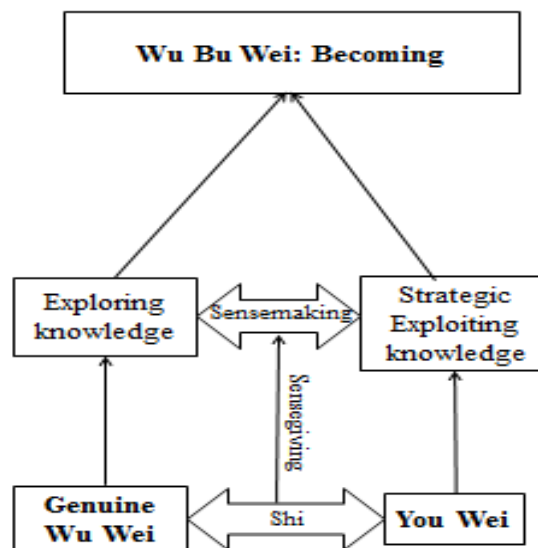 Wu Bu Wei: Becoming
Exploring
knowledge
Sensemaking
Strategic
Exploiting
knowledge
Sensegiving
Genuine
Wu Wei
Shi
You Wei